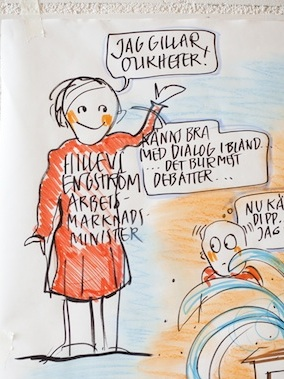 JAG GILLAR
OLIKHETER!
KÄNNS BRA
MED DIALOG IBLAND...
... DET BLIR MEST
DEBATTER...
HILLEVI
ENGSTRÖM
ARBETS-
MARKNADS-
MINISTER
NU KÄ
DIPP.
JAG